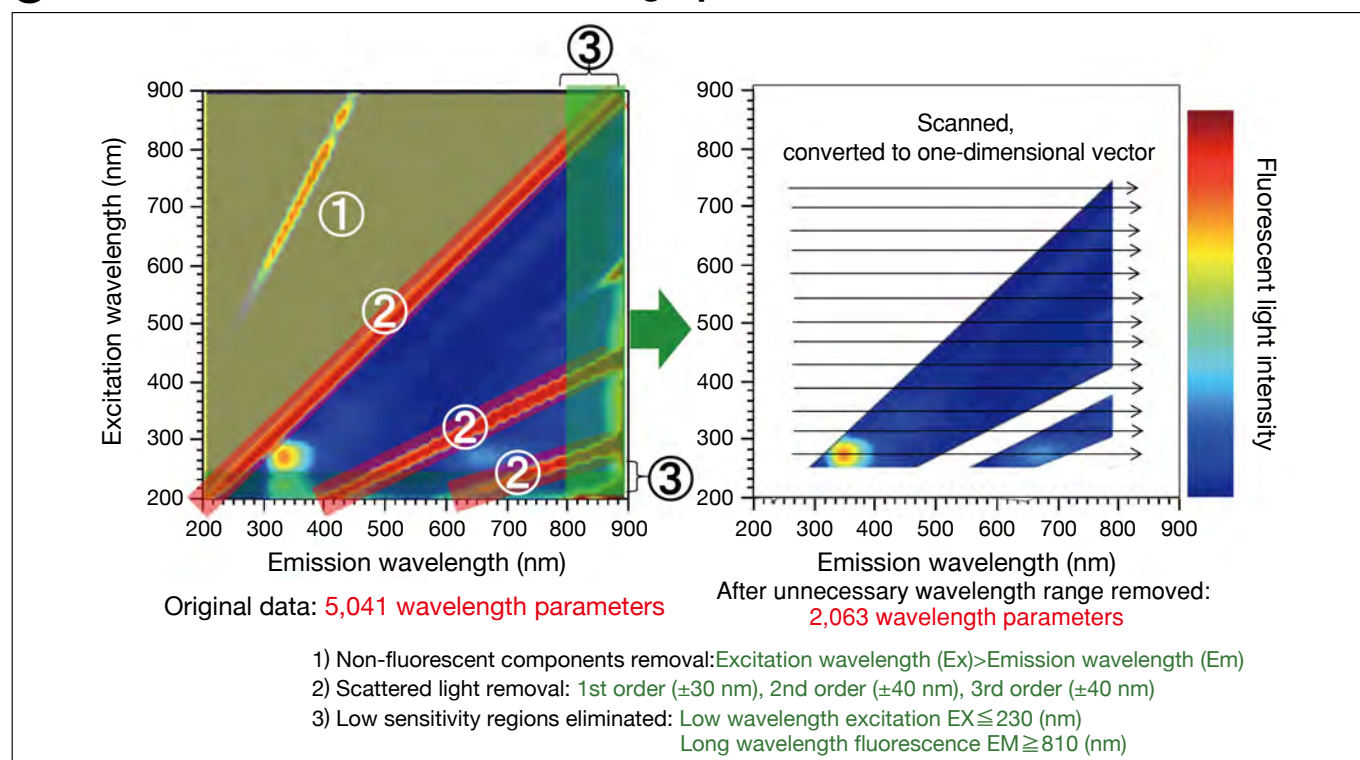 ③
900
800
700
600
500
400
300
200
Excitation wavelength (nm)
①
②
②
②
③
200 300 400 500 600 700 800 900
Emission wavelength (nm)
Original data: 5,041 wavelength parameters
900
800
700
600
500
400
300
200
Scanned,
converted to one-dimensional vector
200 300 400 500 600 700 800 900
Emission wavelength (nm)
After unnecessary wavelength range removed:
2,063 wavelength parameters
Fluorescent light intensity
1) Non-fluorescent components removal:Excitation wavelength (Ex)>Emission wavelength (Em)
2) Scattered light removal: 1st order (±30 nm), 2nd order (±40 nm), 3rd order (±40 nm)
3) Low sensitivity regions eliminated: Low wavelength excitation EX≦230 (nm)
Long wavelength fluorescence EM≧810 (nm)